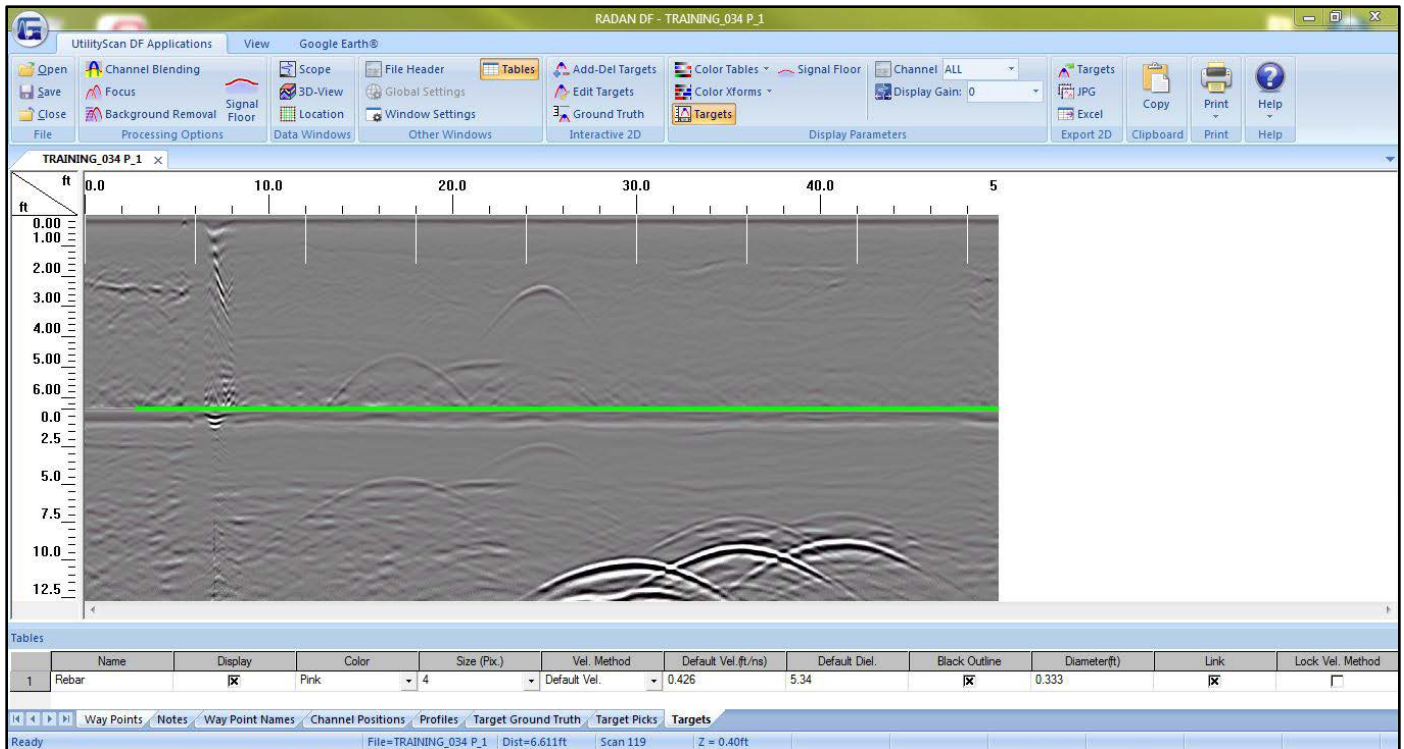 RADAN DF - TRAINING_034 P_1
UtilityScan DF Applications View Google Earth®
Open Channel Blending Scope File Header Tables Add-Del Targets Color Tables Signal Floor Channel ALL Targets
Save Focus 3D-View Global Settings Edit Targets Color Xforms Display Gain: 0 JPG Copy Print Help
Close Background Removal Signal Floor Location Window Settings Ground Truth Targets Excel
File Processing Options Data Windows Other Windows Interactive 2D Display Parameters Export 2D Clipboard Print Help
TRAINING_034 P_1
ft 0.0 10.0 20.0 30.0 40.0 5
ft
0.00
1.00
2.00
3.00
4.00
5.00
6.00
0.0
2.5
5.0
7.5
10.0
12.5
Tables
Name Display Color Size (Pix.) Vel. Method Default Vel.(ft/ns) Default Diel. Black Outline Diameter(ft) Link Lock Vel. Method
1 Rebar Pink 4 Default Vel. 0.426 5.34 0.333
Way Points Notes Way Point Names Channel Positions Profiles Target Ground Truth Target Picks Targets
Ready File=TRAINING_034 P_1 Dist=6.611ft Scan 119 Z = 0.40ft